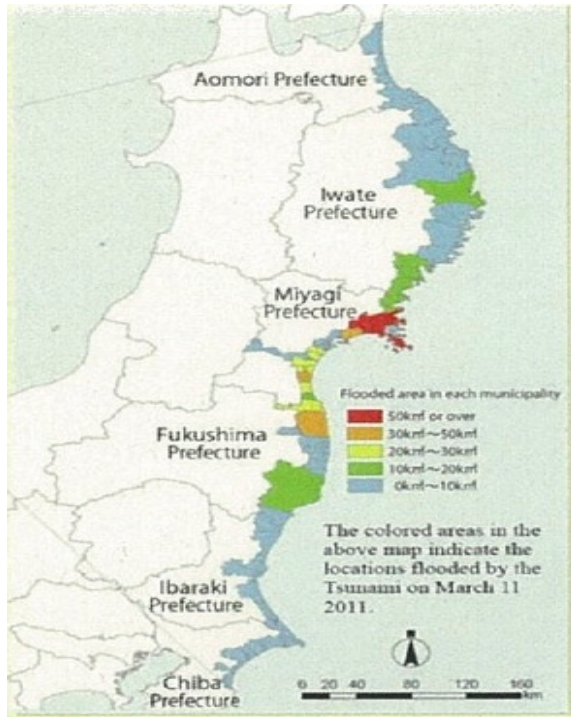 Aomori Prefecture
Iwate
Prefecture
Miyagi
Prefecture
Flooded area in each municipality
50km² or over
30km²~50km²
20km²~30km²
10km²~20km²
0km²~10km²
Fukushima
Prefecture
The colored areas in the
above map indicate the
locations flooded by the
Tsunami on March 11
2011.
Ibaraki
Prefecture
Chiba
Prefecture
0 20 40 80 120 160
km